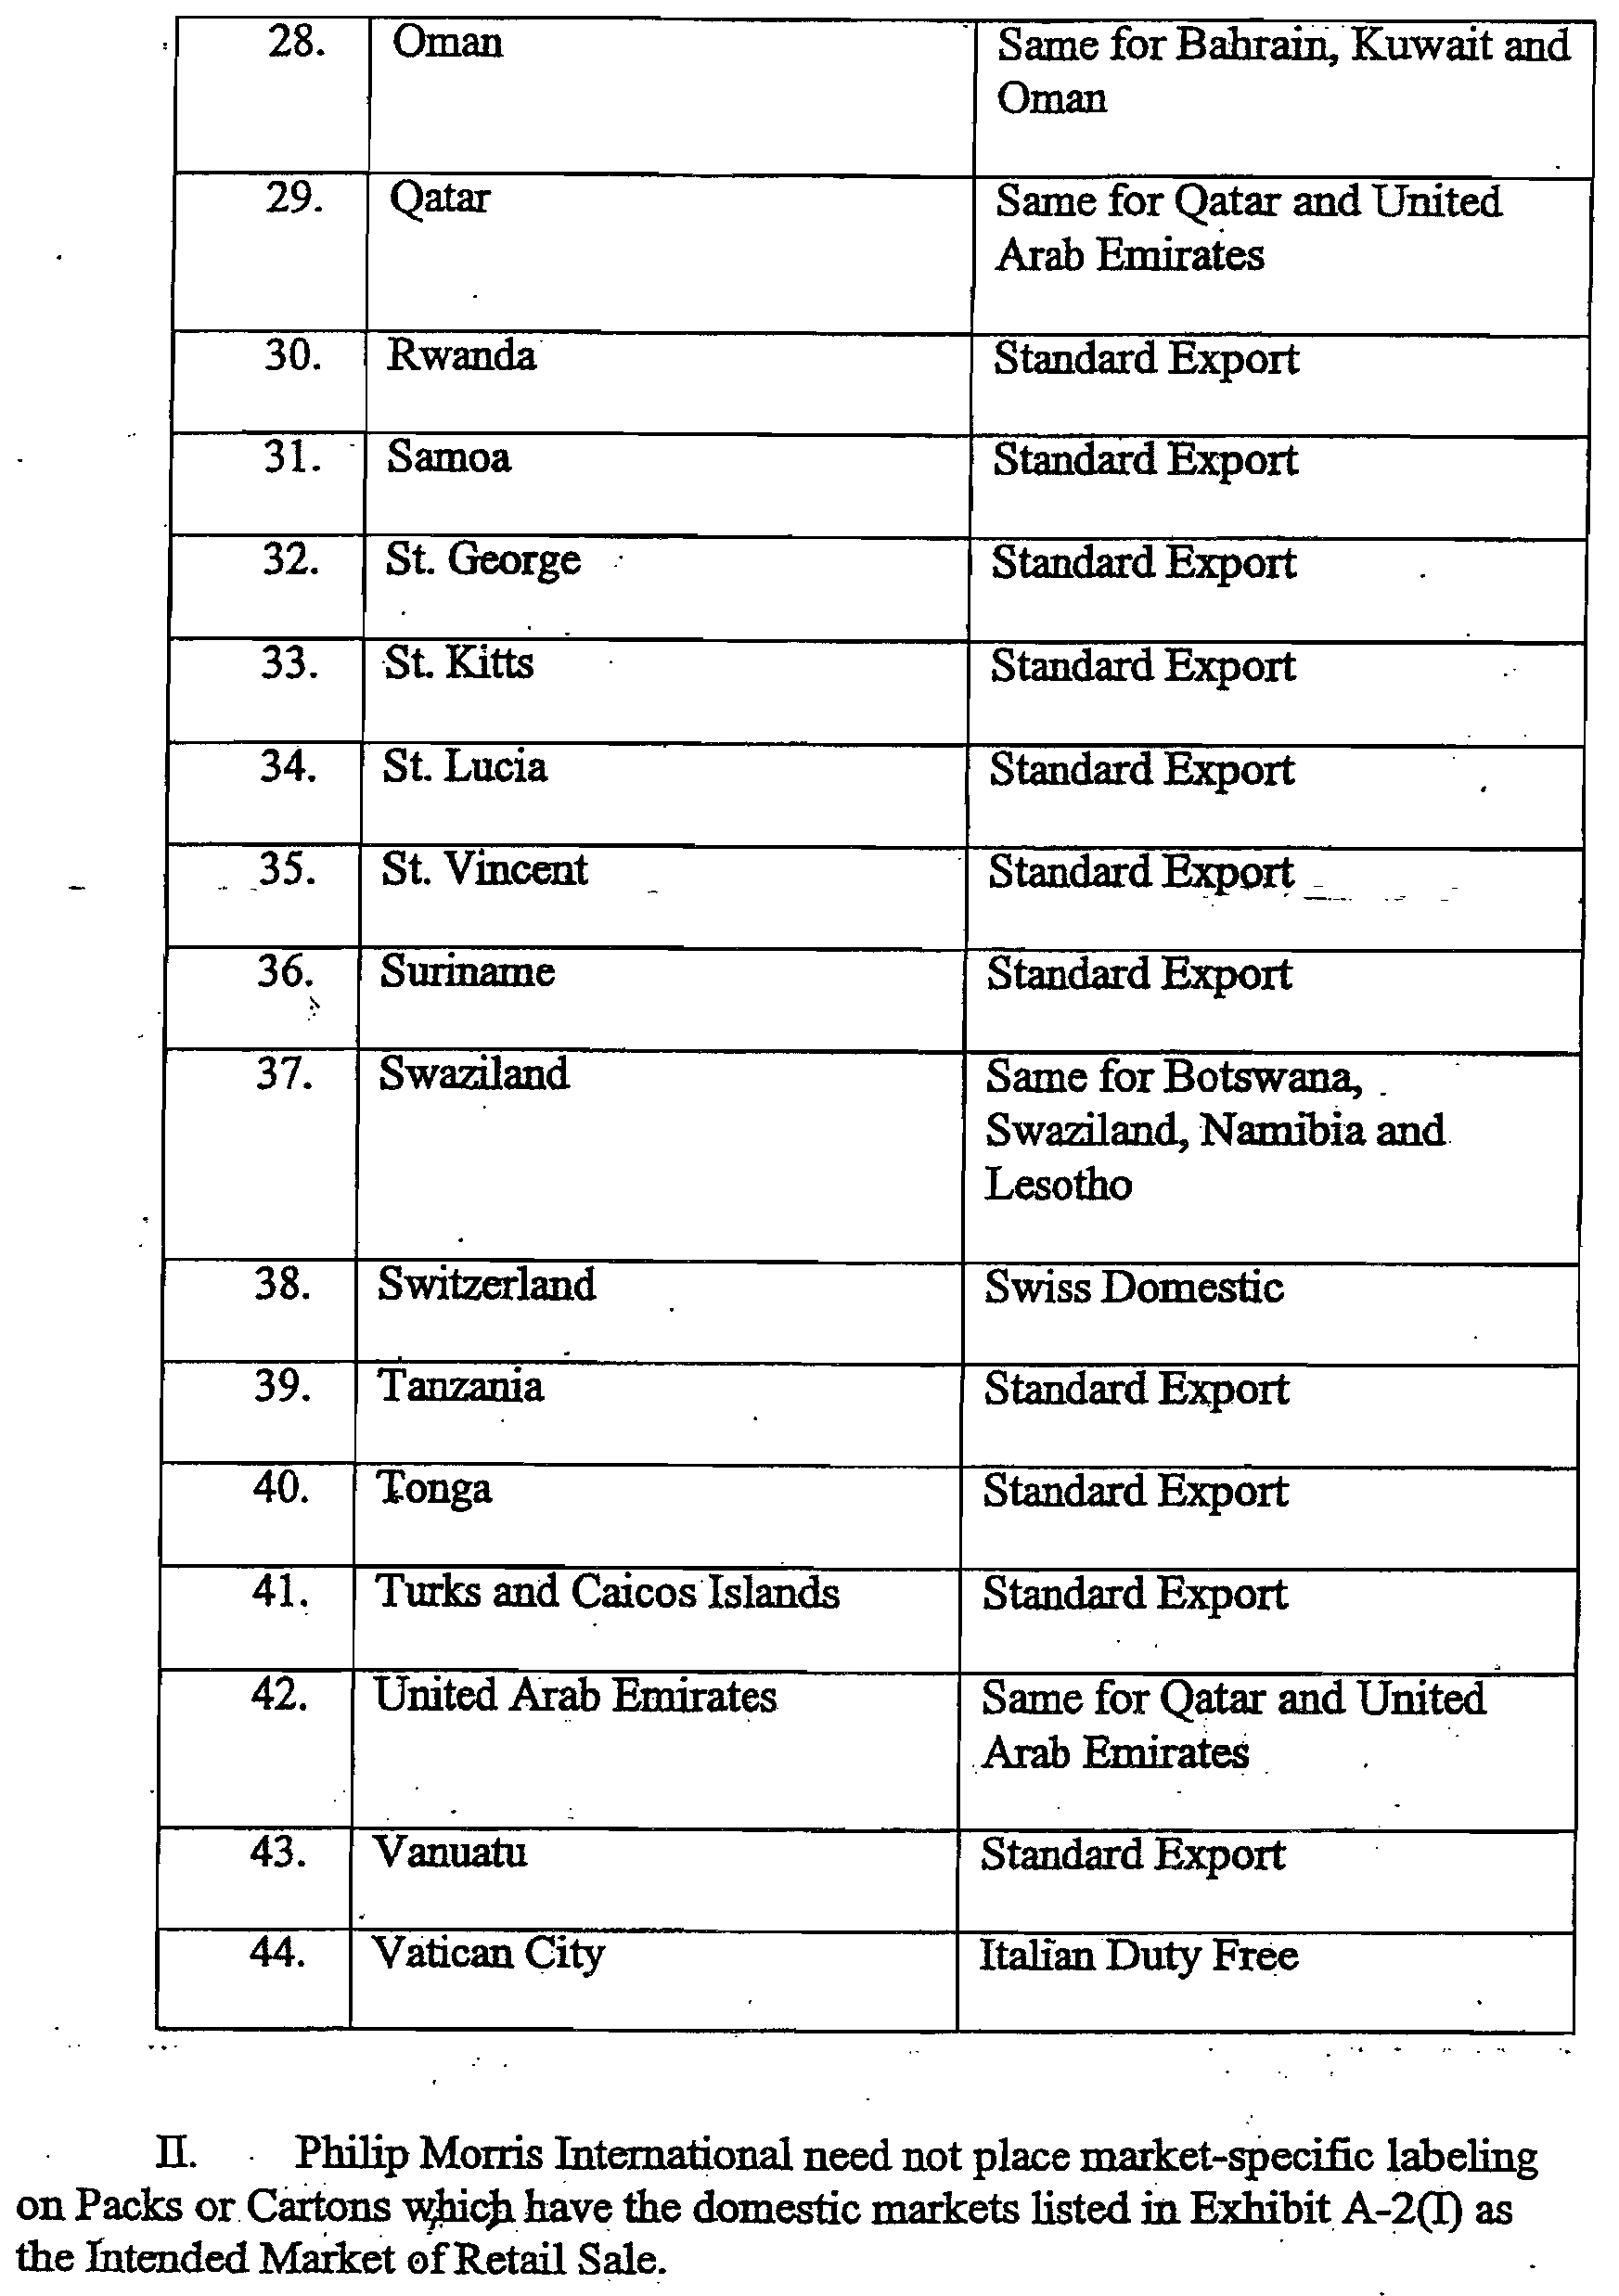 28. Oman Same for Bahrain, Kuwait and
Oman
29. Qatar Same for Qatar and United
Arab Emirates
30. Rwanda Standard Export
31. Samoa Standard Export
32. St. George Standard Export
33. St. Kitts Standard Export
34. St. Lucia Standard Export
35. St. Vincent Standard Export
36. Suriname Standard Export
37. Swaziland Same for Botswana,
Swaziland, Namibia and
Lesotho
38. Switzerland Swiss Domestic
39. Tanzania Standard Export
40. Tonga Standard Export
41. Turks and Caicos Islands Standard Export
42. United Arab Emirates Same for Qatar and United
Arab Emirates
43. Vanuatu Standard Export
44. Vatican City Italian Duty Free
II. Philip Morris International need not place market-specific labeling
on Packs or Cartons which have the domestic markets listed in Exhibit A-2(I) as
the Intended Market of Retail Sale.